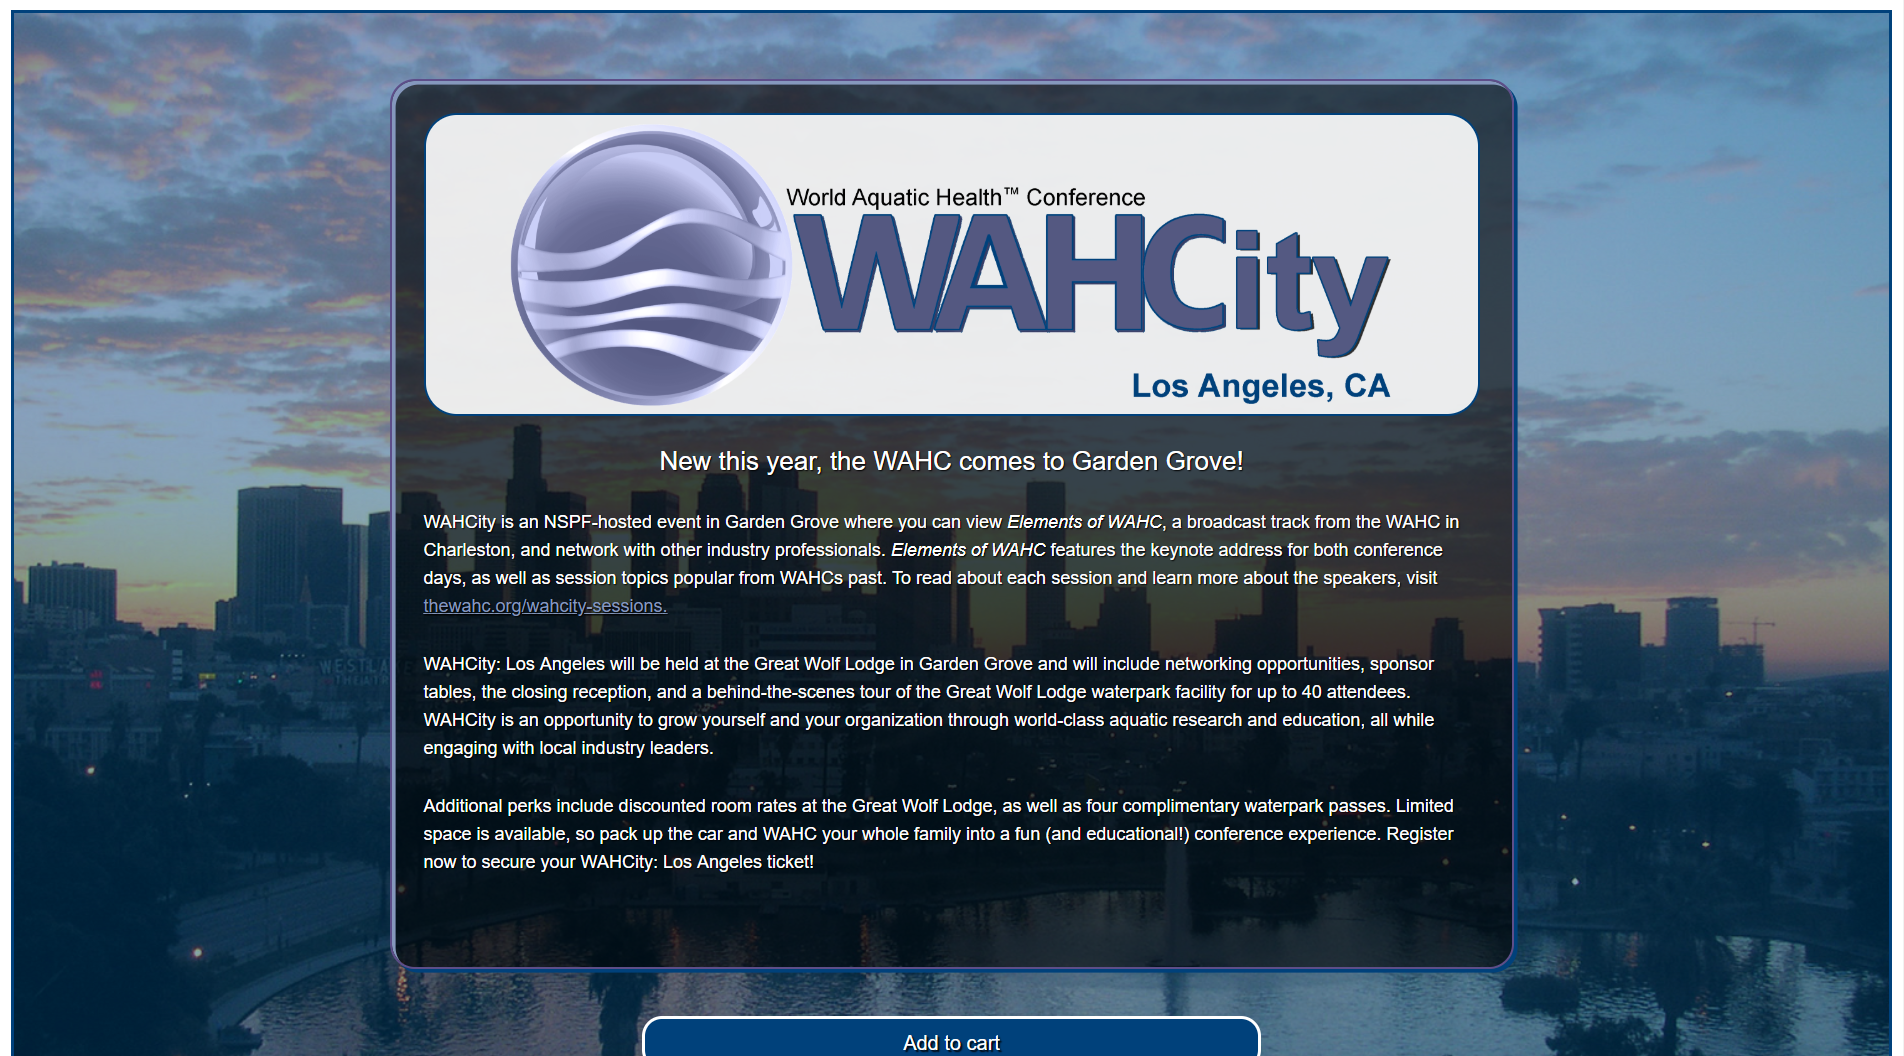 World Aquatic Health™ Conference
WAHCity
Los Angeles, CA
New this year, the WAHC comes to Garden Grove!
WAHCity is an NSPF-hosted event in Garden Grove where you can view Elements of WAHC, a broadcast track from the WAHC in
Charleston, and network with other industry professionals. Elements of WAHC features the keynote address for both conference
days, as well as session topics popular from WAHCs past. To read about each session and learn more about the speakers, visit
thewahc.org/wahcity-sessions.
WESTLAKE
THEATRE
WAHCity: Los Angeles will be held at the Great Wolf Lodge in Garden Grove and will include networking opportunities, sponsor
tables, the closing reception, and a behind-the-scenes tour of the Great Wolf Lodge waterpark facility for up to 40 attendees.
WAHCity is an opportunity to grow yourself and your organization through world-class aquatic research and education, all while
engaging with local industry leaders.
Additional perks include discounted room rates at the Great Wolf Lodge, as well as four complimentary waterpark passes. Limited
space is available, so pack up the car and WAHC your whole family into a fun (and educational!) conference experience. Register
now to secure your WAHCity: Los Angeles ticket!
Add to cart